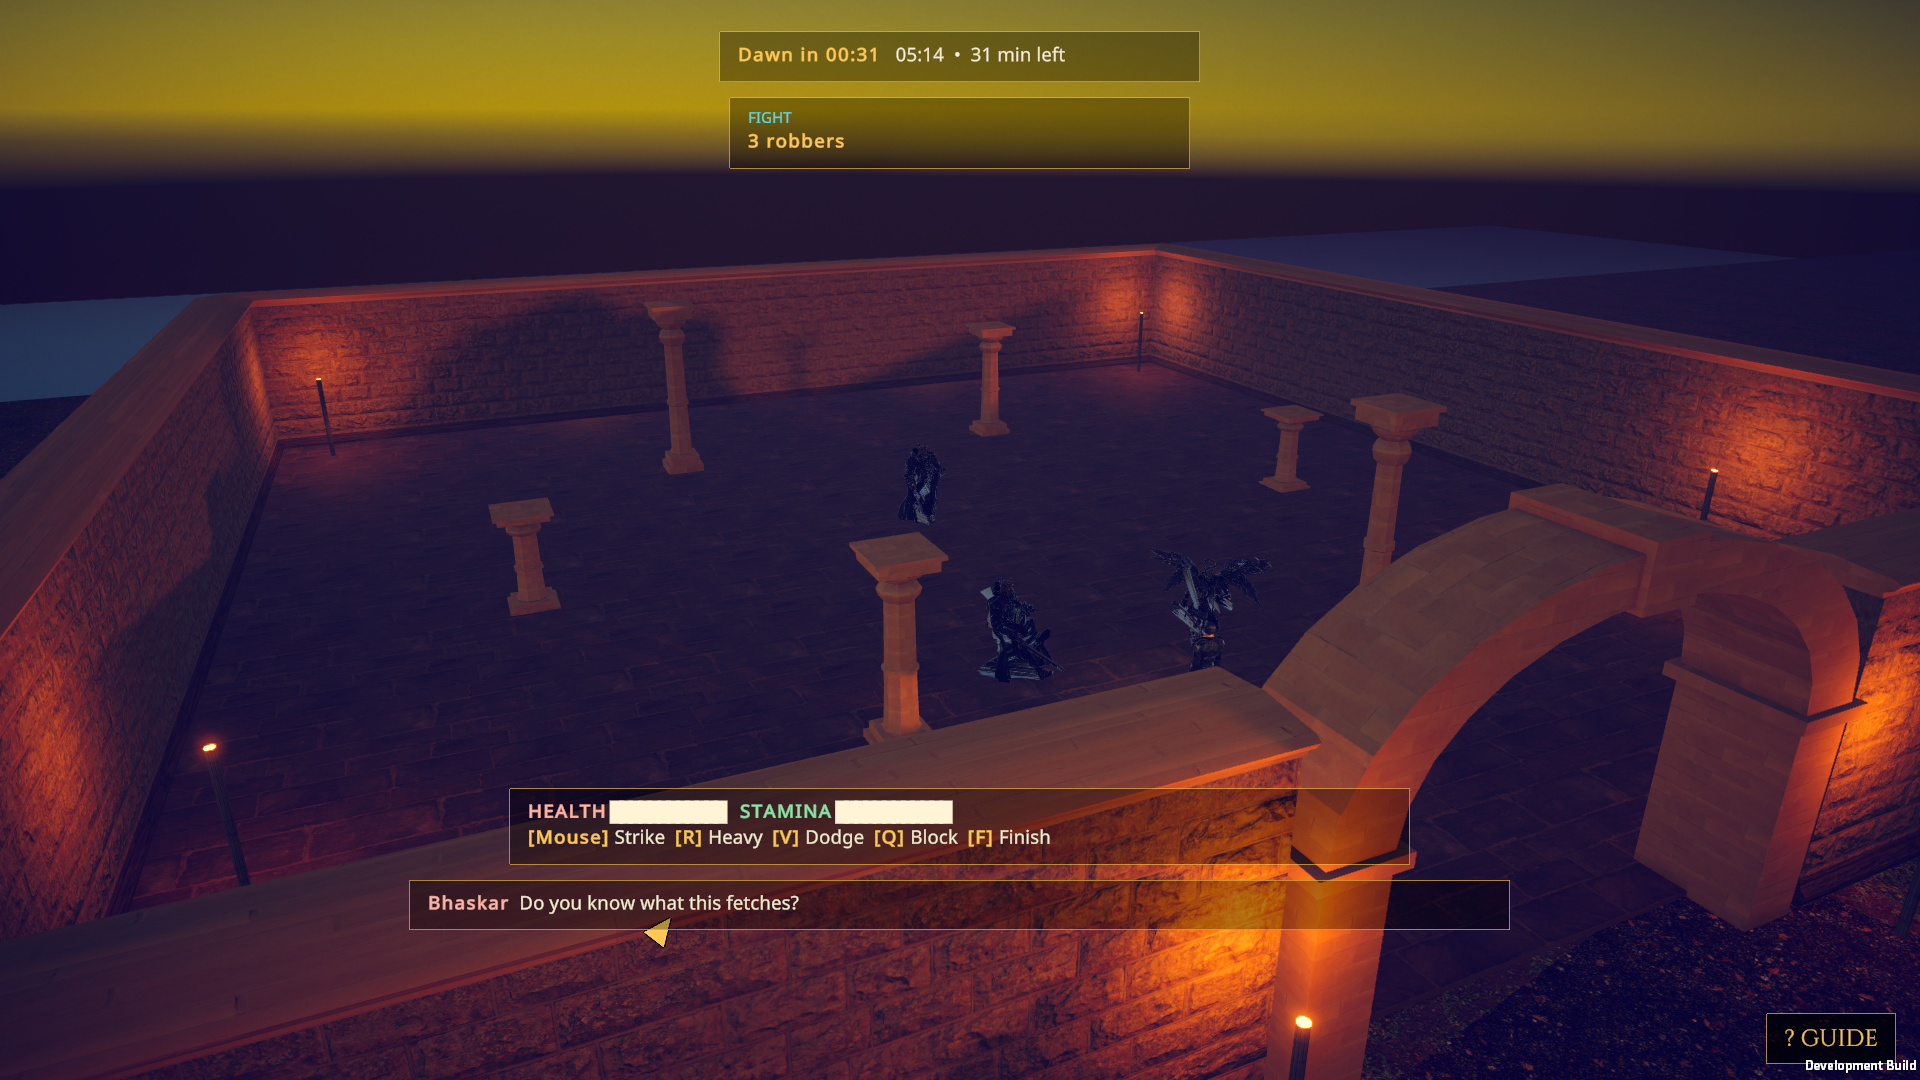 Dawn in 00:31 05:14 • 31 min left
FIGHT
3 robbers
HEALTH STAMINA
[Mouse] Strike [R] Heavy [V] Dodge [Q] Block [F] Finish
Bhaskar Do you know what this fetches?
? GUIDE
Development Build